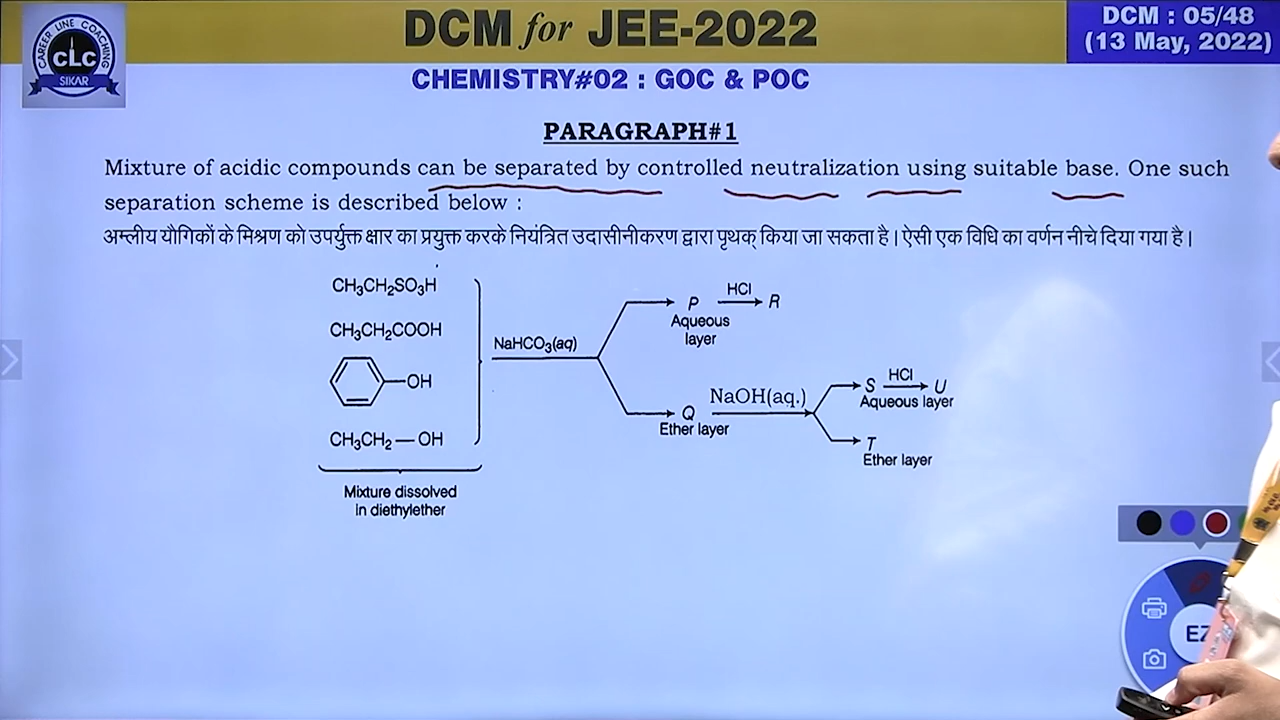 DCM for JEE-2022
DCM : 05/48
(13 May, 2022)
CAREER LINE COACHING
CLC
SIKAR
CHEMISTRY#02 : GOC & POC
PARAGRAPH#1
Mixture of acidic compounds can be separated by controlled neutralization using suitable base. One such
separation scheme is described below :
अम्लीय यौगिकों के मिश्रण को उपर्युक्त क्षार का प्रयुक्त करके नियंत्रित उदासीनीकरण द्वारा पृथक् किया जा सकता है। ऐसी एक विधि का वर्णन नीचे दिया गया है।
CH₃CH₂SO₃H
CH₃CH₂COOH
OH
CH₃CH₂—OH
Mixture dissolved
in diethylether
NaHCO₃(aq)
P HCl R
Aqueous
layer
Q NaOH(aq.)
Ether layer
S HCl U
Aqueous layer
T
Ether layer
EZ